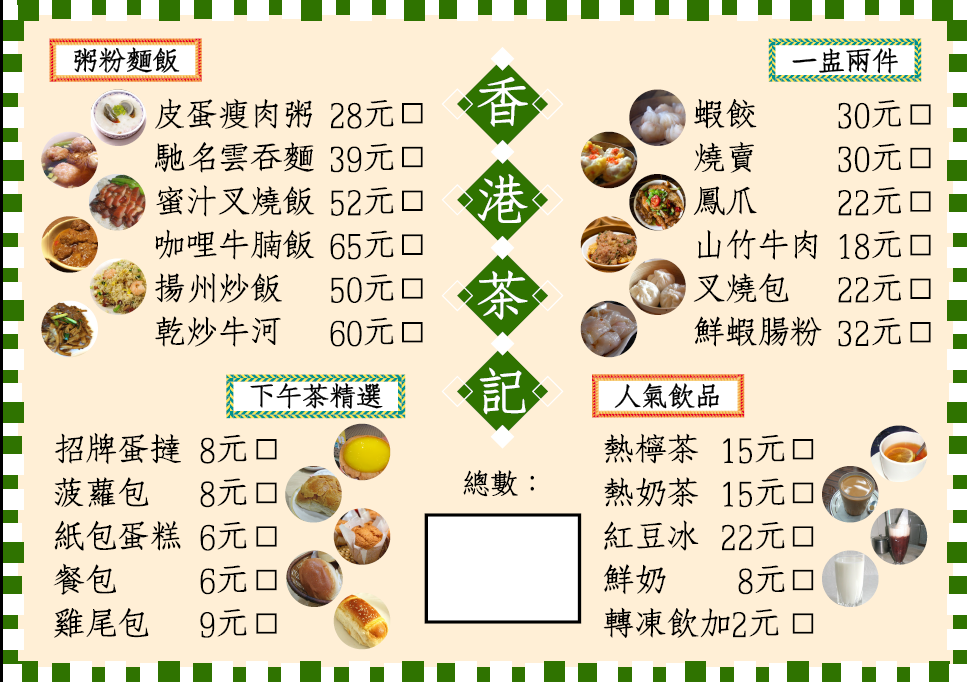 香港茶記
粥粉麵飯
皮蛋瘦肉粥 28元□
馳名雲吞麵 39元□
蜜汁叉燒飯 52元□
咖哩牛腩飯 65元□
揚州炒飯 50元□
乾炒牛河 60元□
一盅兩件
蝦餃 30元□
燒賣 30元□
鳳爪 22元□
山竹牛肉 18元□
叉燒包 22元□
鮮蝦腸粉 32元□
下午茶精選
招牌蛋撻 8元□
菠蘿包 8元□
紙包蛋糕 6元□
餐包 6元□
雞尾包 9元□
總數：
人氣飲品
熱檸茶 15元□
熱奶茶 15元□
紅豆冰 22元□
鮮奶 8元□
轉凍飲加2元□